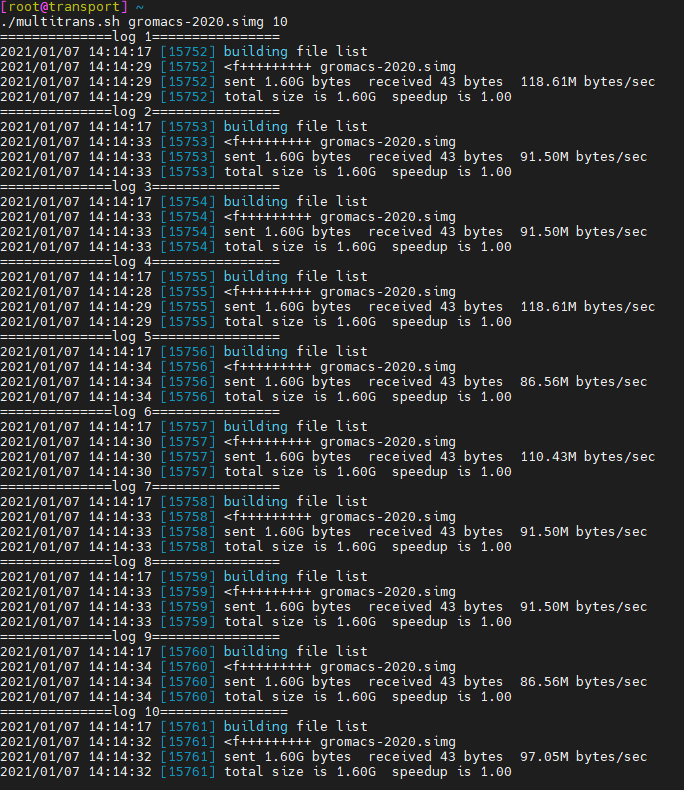 [root@transport] ~
./multitrans.sh gromacs-2020.simg 10
==============log 1================
2021/01/07 14:14:17 [15752] building file list
2021/01/07 14:14:29 [15752] <f+++++++++ gromacs-2020.simg
2021/01/07 14:14:29 [15752] sent 1.60G bytes  received 43 bytes  118.61M bytes/sec
2021/01/07 14:14:29 [15752] total size is 1.60G  speedup is 1.00
==============log 2================
2021/01/07 14:14:17 [15753] building file list
2021/01/07 14:14:33 [15753] <f+++++++++ gromacs-2020.simg
2021/01/07 14:14:33 [15753] sent 1.60G bytes  received 43 bytes  91.50M bytes/sec
2021/01/07 14:14:33 [15753] total size is 1.60G  speedup is 1.00
==============log 3================
2021/01/07 14:14:17 [15754] building file list
2021/01/07 14:14:33 [15754] <f+++++++++ gromacs-2020.simg
2021/01/07 14:14:33 [15754] sent 1.60G bytes  received 43 bytes  91.50M bytes/sec
2021/01/07 14:14:33 [15754] total size is 1.60G  speedup is 1.00
==============log 4================
2021/01/07 14:14:17 [15755] building file list
2021/01/07 14:14:28 [15755] <f+++++++++ gromacs-2020.simg
2021/01/07 14:14:29 [15755] sent 1.60G bytes  received 43 bytes  118.61M bytes/sec
2021/01/07 14:14:29 [15755] total size is 1.60G  speedup is 1.00
==============log 5================
2021/01/07 14:14:17 [15756] building file list
2021/01/07 14:14:34 [15756] <f+++++++++ gromacs-2020.simg
2021/01/07 14:14:34 [15756] sent 1.60G bytes  received 43 bytes  86.56M bytes/sec
2021/01/07 14:14:34 [15756] total size is 1.60G  speedup is 1.00
==============log 6================
2021/01/07 14:14:17 [15757] building file list
2021/01/07 14:14:30 [15757] <f+++++++++ gromacs-2020.simg
2021/01/07 14:14:30 [15757] sent 1.60G bytes  received 43 bytes  110.43M bytes/sec
2021/01/07 14:14:30 [15757] total size is 1.60G  speedup is 1.00
==============log 7================
2021/01/07 14:14:17 [15758] building file list
2021/01/07 14:14:33 [15758] <f+++++++++ gromacs-2020.simg
2021/01/07 14:14:33 [15758] sent 1.60G bytes  received 43 bytes  91.50M bytes/sec
2021/01/07 14:14:33 [15758] total size is 1.60G  speedup is 1.00
==============log 8================
2021/01/07 14:14:17 [15759] building file list
2021/01/07 14:14:33 [15759] <f+++++++++ gromacs-2020.simg
2021/01/07 14:14:33 [15759] sent 1.60G bytes  received 43 bytes  91.50M bytes/sec
2021/01/07 14:14:33 [15759] total size is 1.60G  speedup is 1.00
==============log 9================
2021/01/07 14:14:17 [15760] building file list
2021/01/07 14:14:34 [15760] <f+++++++++ gromacs-2020.simg
2021/01/07 14:14:34 [15760] sent 1.60G bytes  received 43 bytes  86.56M bytes/sec
2021/01/07 14:14:34 [15760] total size is 1.60G  speedup is 1.00
==============log 10================
2021/01/07 14:14:17 [15761] building file list
2021/01/07 14:14:32 [15761] <f+++++++++ gromacs-2020.simg
2021/01/07 14:14:32 [15761] sent 1.60G bytes  received 43 bytes  97.05M bytes/sec
2021/01/07 14:14:32 [15761] total size is 1.60G  speedup is 1.00